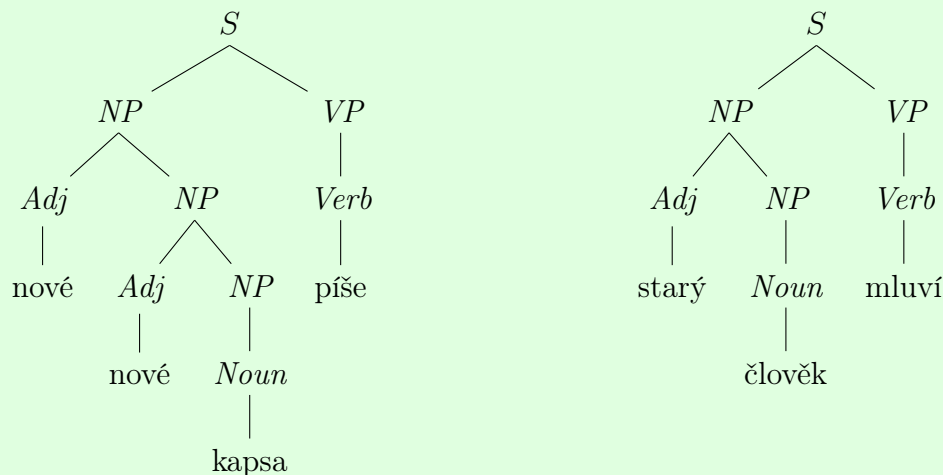 S S
NP VP NP VP
Adj NP Verb Adj NP Verb
nové Adj NP píše starý Noun mluví
nové Noun člověk
kapsa